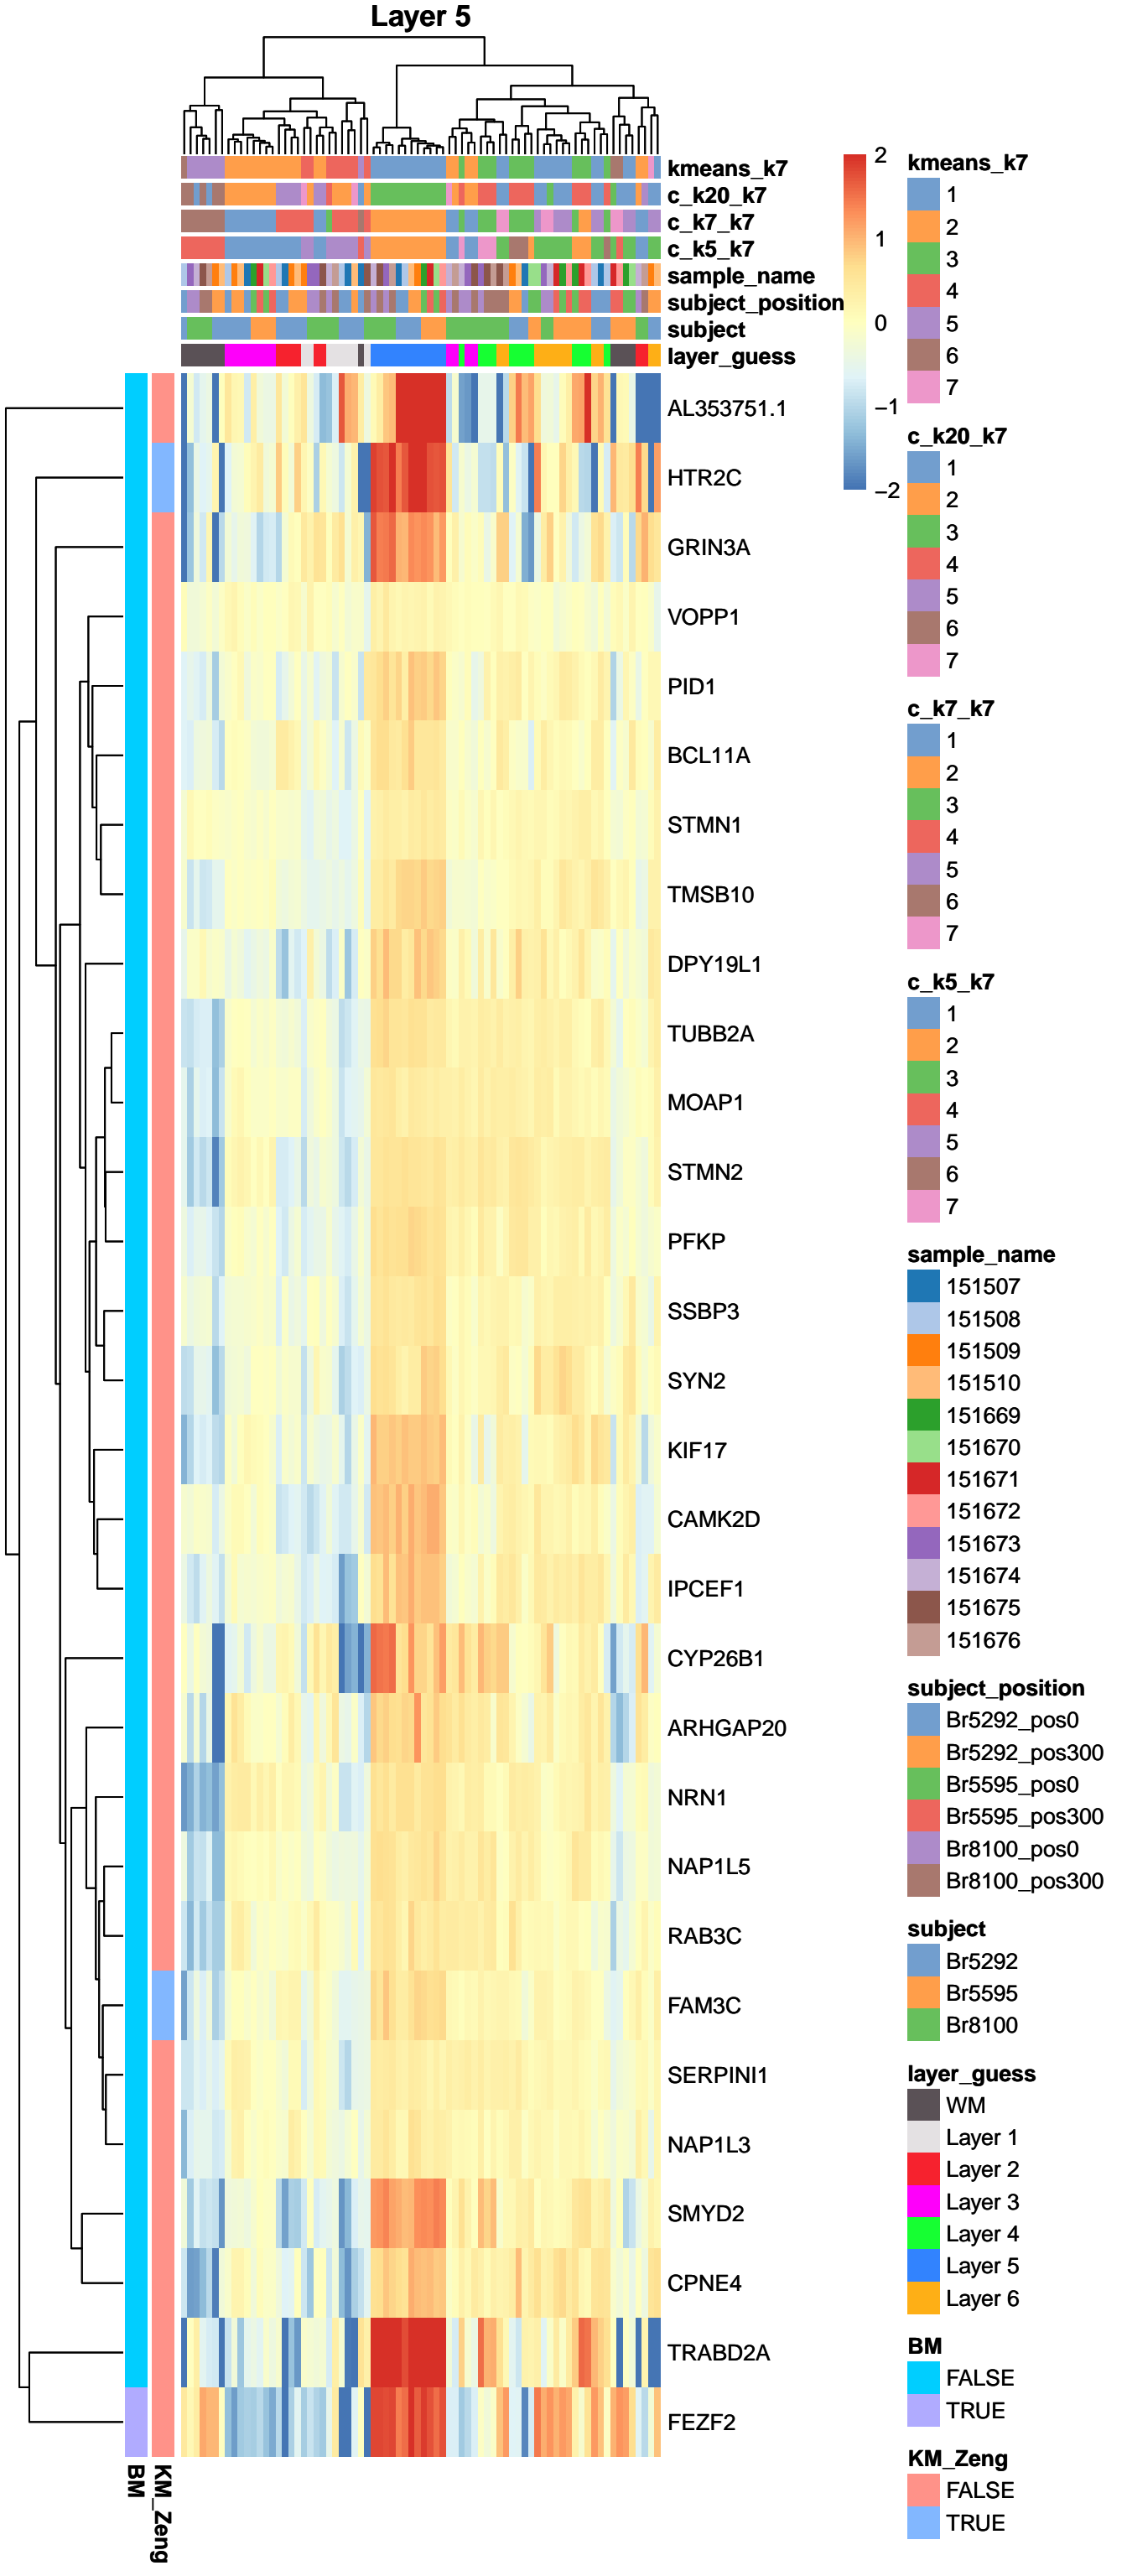 Layer 5
kmeans_k7
c_k20_k7
c_k7_k7
c_k5_k7
sample_name
subject_position
subject
layer_guess
AL353751.1
HTR2C
GRIN3A
VOPP1
PID1
BCL11A
STMN1
TMSB10
DPY19L1
TUBB2A
MOAP1
STMN2
PFKP
SSBP3
SYN2
KIF17
CAMK2D
IPCEF1
CYP26B1
ARHGAP20
NRN1
NAP1L5
RAB3C
FAM3C
SERPINI1
NAP1L3
SMYD2
CPNE4
TRABD2A
FEZF2
BM
KM_Zeng
2
1
0
−1
−2
kmeans_k7
1
2
3
4
5
6
7
c_k20_k7
1
2
3
4
5
6
7
c_k7_k7
1
2
3
4
5
6
7
c_k5_k7
1
2
3
4
5
6
7
sample_name
151507
151508
151509
151510
151669
151670
151671
151672
151673
151674
151675
151676
subject_position
Br5292_pos0
Br5292_pos300
Br5595_pos0
Br5595_pos300
Br8100_pos0
Br8100_pos300
subject
Br5292
Br5595
Br8100
layer_guess
WM
Layer 1
Layer 2
Layer 3
Layer 4
Layer 5
Layer 6
BM
FALSE
TRUE
KM_Zeng
FALSE
TRUE